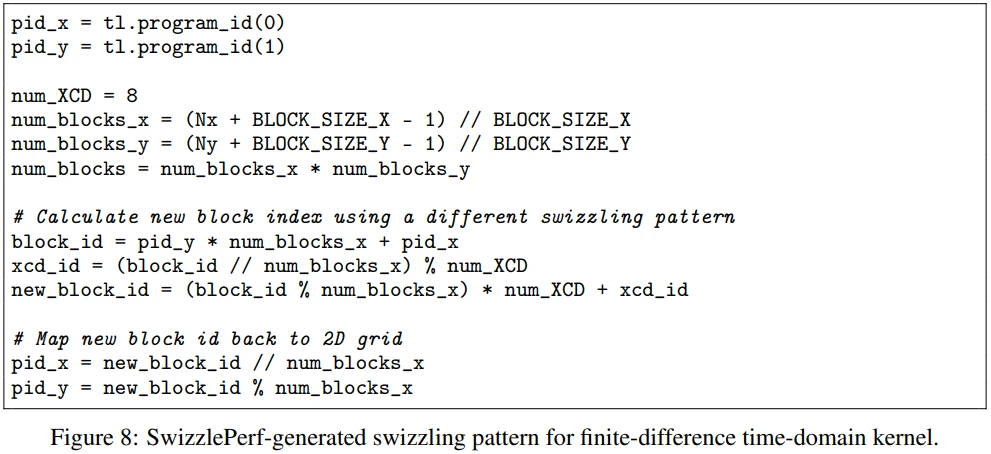 pid_x = tl.program_id(0)
pid_y = tl.program_id(1)
num_XCD = 8
num_blocks_x = (Nx + BLOCK_SIZE_X - 1) // BLOCK_SIZE_X
num_blocks_y = (Ny + BLOCK_SIZE_Y - 1) // BLOCK_SIZE_Y
num_blocks = num_blocks_x * num_blocks_y
# Calculate new block index using a different swizzling pattern
block_id = pid_y * num_blocks_x + pid_x
xcd_id = (block_id // num_blocks_x) % num_XCD
new_block_id = (block_id % num_blocks_x) * num_XCD + xcd_id
# Map new block id back to 2D grid
pid_x = new_block_id // num_blocks_x
pid_y = new_block_id % num_blocks_x
Figure 8: SwizzlePerf-generated swizzling pattern for finite-difference time-domain kernel.